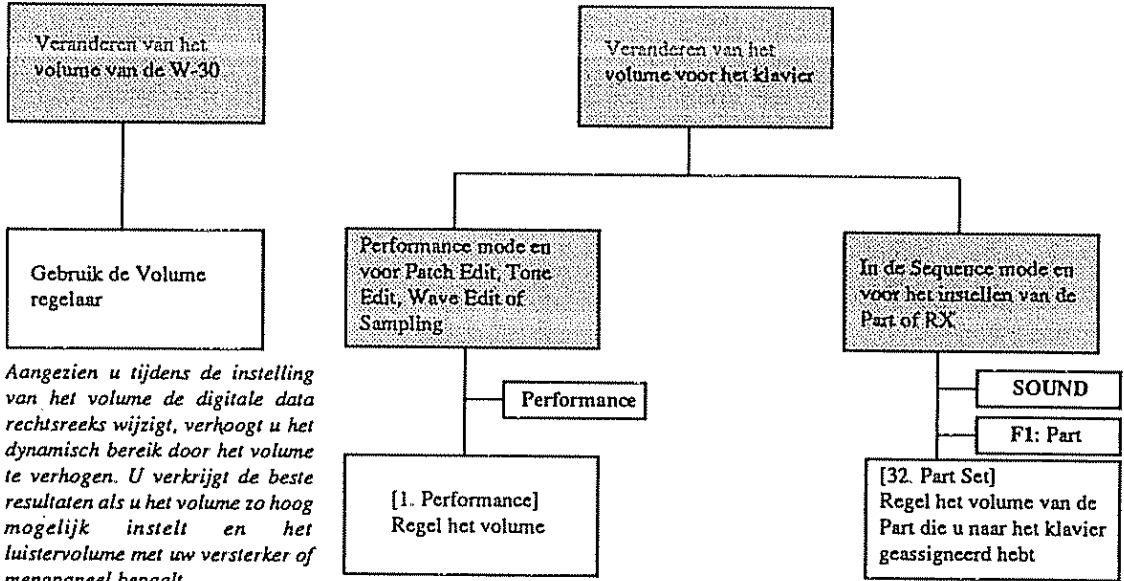 Veranderen van het
volume van de W-30
Gebruik de Volume
regelaar
Aangezien u tijdens de instelling
van het volume de digitale data
rechtsreeks wijzigt, verhoogt u het
dynamisch bereik door het volume
te verhogen. U verkrijgt de beste
resultaten als u het volume zo hoog
mogelijk instelt en het
luistervolume met uw versterker of
mengpaneel bepaalt
Veranderen van het
volume voor het klavier
Performance mode en
voor Patch Edit, Tone
Edit, Wave Edit of
Sampling
Performance
[1. Performance]
Regel het volume
In de Sequence mode en
voor het instellen van de
Part of RX
SOUND
F1: Part
[32. Part Set]
Regel het volume van de
Part die u naar het klavier
geassigneerd hebt